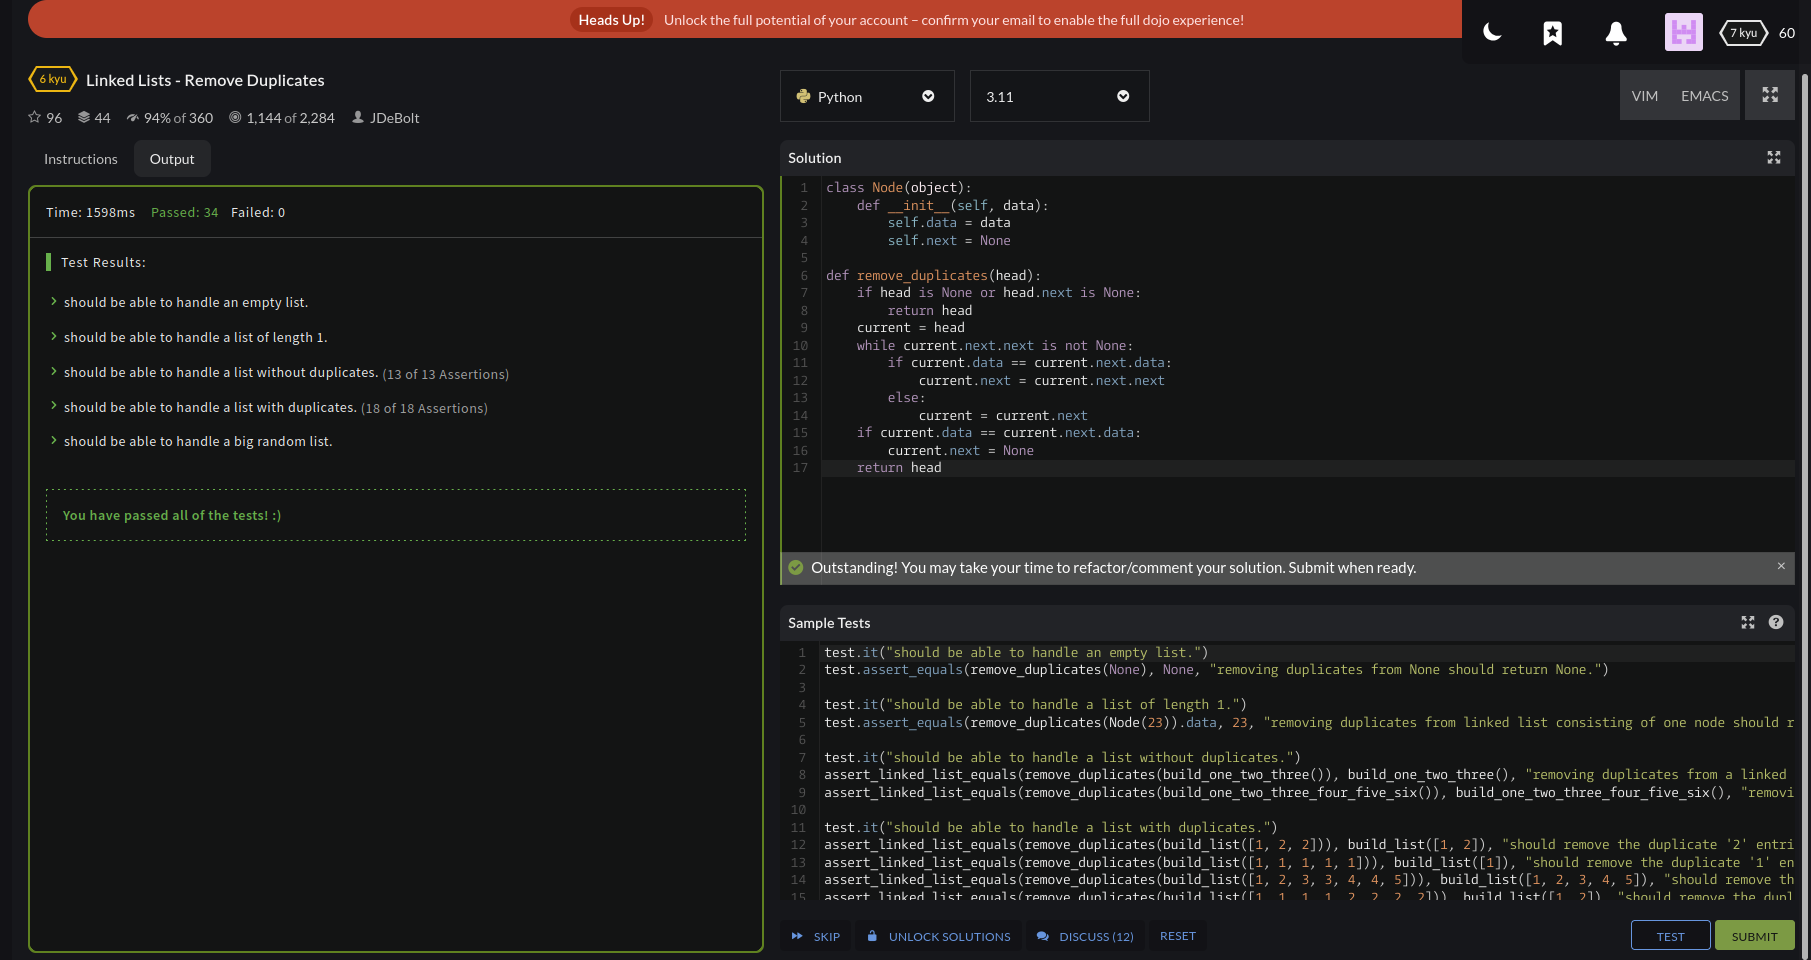 Heads Up! Unlock the full potential of your account – confirm your email to enable the full dojo experience!
7 kyu 60
6 kyu Linked Lists - Remove Duplicates
96 44 94% of 360 1,144 of 2,284 JDeBolt
Instructions Output
Time: 1598ms Passed: 34 Failed: 0
Test Results:
should be able to handle an empty list.
should be able to handle a list of length 1.
should be able to handle a list without duplicates. (13 of 13 Assertions)
should be able to handle a list with duplicates. (18 of 18 Assertions)
should be able to handle a big random list.
You have passed all of the tests! :)
Python 3.11 VIM EMACS
Solution
1 class Node(object):
2     def __init__(self, data):
3         self.data = data
4         self.next = None
5
6 def remove_duplicates(head):
7     if head is None or head.next is None:
8         return head
9     current = head
10     while current.next.next is not None:
11         if current.data == current.next.data:
12             current.next = current.next.next
13         else:
14             current = current.next
15     if current.data == current.next.data:
16         current.next = None
17     return head
Outstanding! You may take your time to refactor/comment your solution. Submit when ready. ×
Sample Tests ?
1 test.it("should be able to handle an empty list.")
2 test.assert_equals(remove_duplicates(None), None, "removing duplicates from None should return None.")
3
4 test.it("should be able to handle a list of length 1.")
5 test.assert_equals(remove_duplicates(Node(23)).data, 23, "removing duplicates from linked list consisting of one node should r
6
7 test.it("should be able to handle a list without duplicates.")
8 assert_linked_list_equals(remove_duplicates(build_one_two_three()), build_one_two_three(), "removing duplicates from a linked
9 assert_linked_list_equals(remove_duplicates(build_one_two_three_four_five_six()), build_one_two_three_four_five_six(), "removi
10
11 test.it("should be able to handle a list with duplicates.")
12 assert_linked_list_equals(remove_duplicates(build_list([1, 2, 2])), build_list([1, 2]), "should remove the duplicate '2' entri
13 assert_linked_list_equals(remove_duplicates(build_list([1, 1, 1, 1, 1])), build_list([1]), "should remove the duplicate '1' en
14 assert_linked_list_equals(remove_duplicates(build_list([1, 2, 3, 3, 4, 4, 5])), build_list([1, 2, 3, 4, 5]), "should remove th
15 assert_linked_list_equals(remove_duplicates(build_list([1, 1, 1, 1, 2, 2, 2, 2])), build_list([1, 2]), "should remove the dupl
SKIP UNLOCK SOLUTIONS DISCUSS (12) RESET TEST SUBMIT